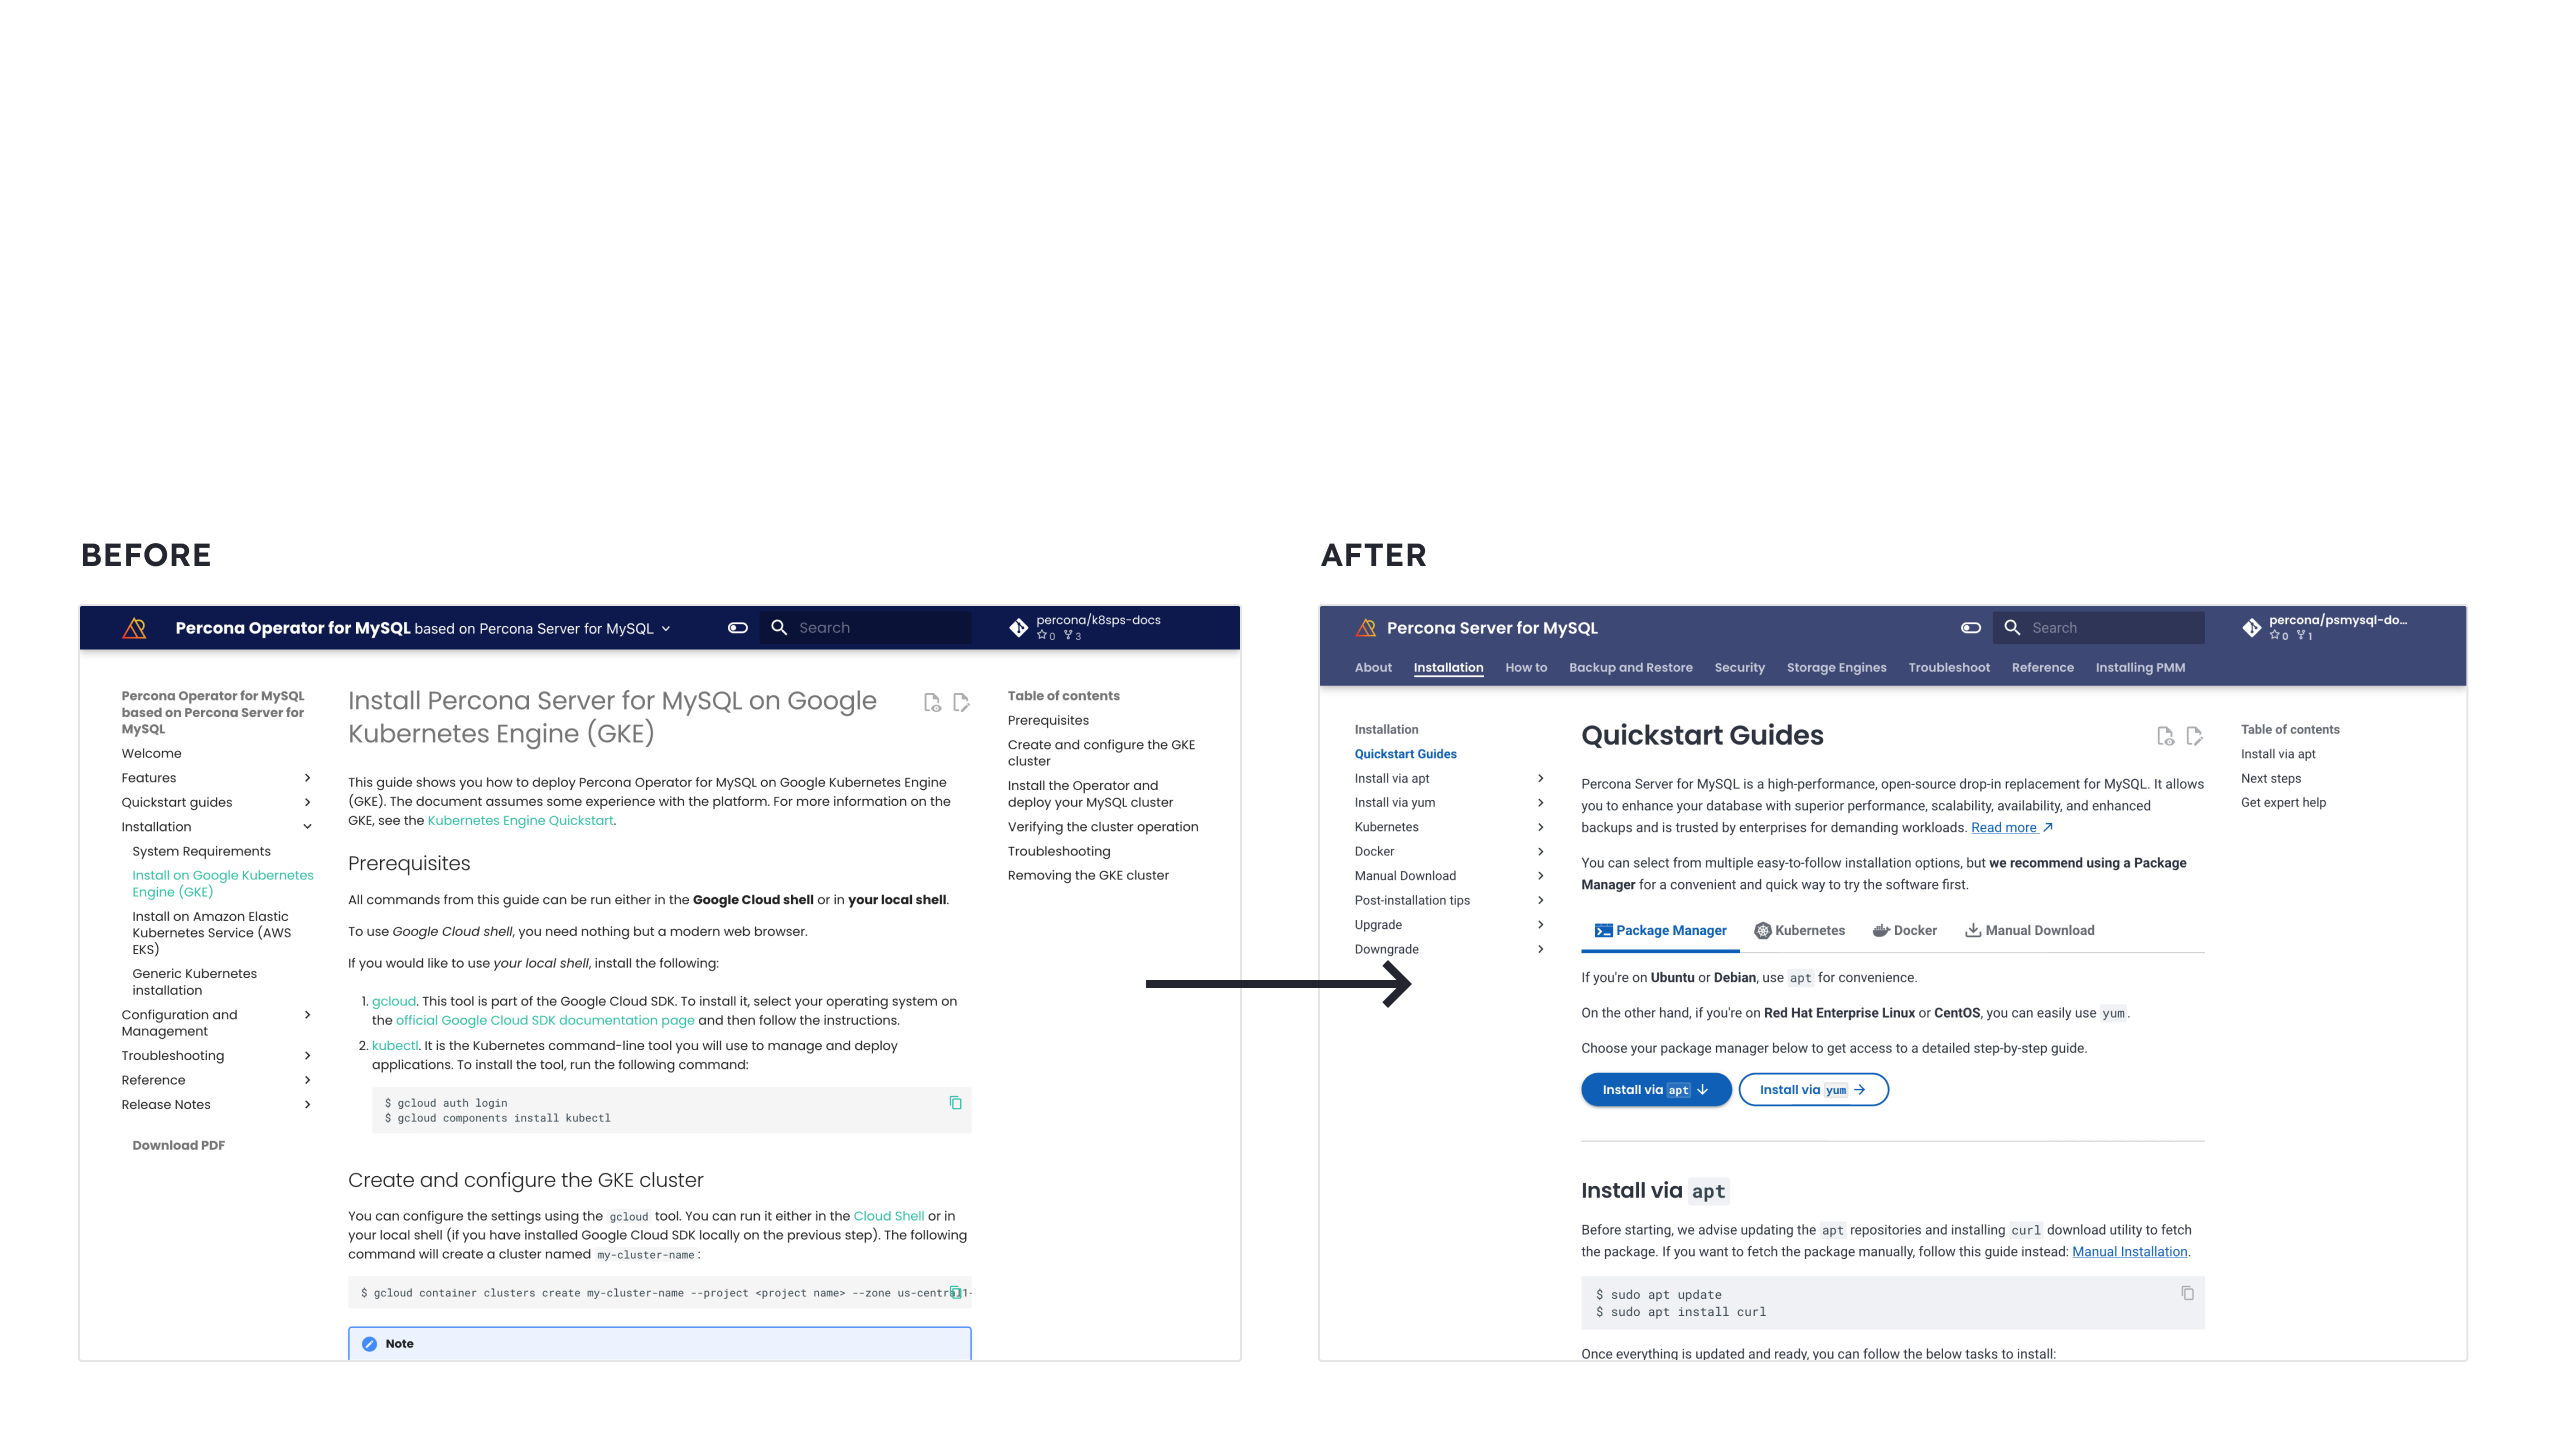 BEFORE
Percona Operator for MySQL based on Percona Server for MySQL
Search
percona/k8sps-docs
0 3
Percona Operator for MySQL
based on Percona Server for
MySQL
Welcome
Features
Quickstart guides
Installation
System Requirements
Install on Google Kubernetes
Engine (GKE)
Install on Amazon Elastic
Kubernetes Service (AWS
EKS)
Generic Kubernetes
installation
Configuration and
Management
Troubleshooting
Reference
Release Notes
Download PDF
Install Percona Server for MySQL on Google
Kubernetes Engine (GKE)
This guide shows you how to deploy Percona Operator for MySQL on Google Kubernetes Engine
(GKE). The document assumes some experience with the platform. For more information on the
GKE, see the Kubernetes Engine Quickstart.
Prerequisites
All commands from this guide can be run either in the Google Cloud shell or in your local shell.
To use Google Cloud shell, you need nothing but a modern web browser.
If you would like to use your local shell, install the following:
1. gcloud. This tool is part of the Google Cloud SDK. To install it, select your operating system on
the official Google Cloud SDK documentation page and then follow the instructions.
2. kubectl. It is the Kubernetes command-line tool you will use to manage and deploy
applications. To install the tool, run the following command:
$ gcloud auth login
$ gcloud components install kubectl
Create and configure the GKE cluster
You can configure the settings using the gcloud tool. You can run it either in the Cloud Shell or in
your local shell (if you have installed Google Cloud SDK locally on the previous step). The following
command will create a cluster named my-cluster-name:
$ gcloud container clusters create my-cluster-name --project <project name> --zone us-central1-
Note
Table of contents
Prerequisites
Create and configure the GKE
cluster
Install the Operator and
deploy your MySQL cluster
Verifying the cluster operation
Troubleshooting
Removing the GKE cluster
AFTER
Percona Server for MySQL
Search
percona/psmysql-do...
0 1
About Installation How to Backup and Restore Security Storage Engines Troubleshoot Reference Installing PMM
Installation
Quickstart Guides
Install via apt
Install via yum
Kubernetes
Docker
Manual Download
Post-installation tips
Upgrade
Downgrade
Quickstart Guides
Percona Server for MySQL is a high-performance, open-source drop-in replacement for MySQL. It allows
you to enhance your database with superior performance, scalability, availability, and enhanced
backups and is trusted by enterprises for demanding workloads. Read more
You can select from multiple easy-to-follow installation options, but we recommend using a Package
Manager for a convenient and quick way to try the software first.
Package Manager Kubernetes Docker Manual Download
If you're on Ubuntu or Debian, use apt for convenience.
On the other hand, if you're on Red Hat Enterprise Linux or CentOS, you can easily use yum.
Choose your package manager below to get access to a detailed step-by-step guide.
Install via apt ↓ Install via yum →
Install via apt
Before starting, we advise updating the apt repositories and installing curl download utility to fetch
the package. If you want to fetch the package manually, follow this guide instead: Manual Installation.
$ sudo apt update
$ sudo apt install curl
Once everything is updated and ready, you can follow the below tasks to install:
Table of contents
Install via apt
Next steps
Get expert help